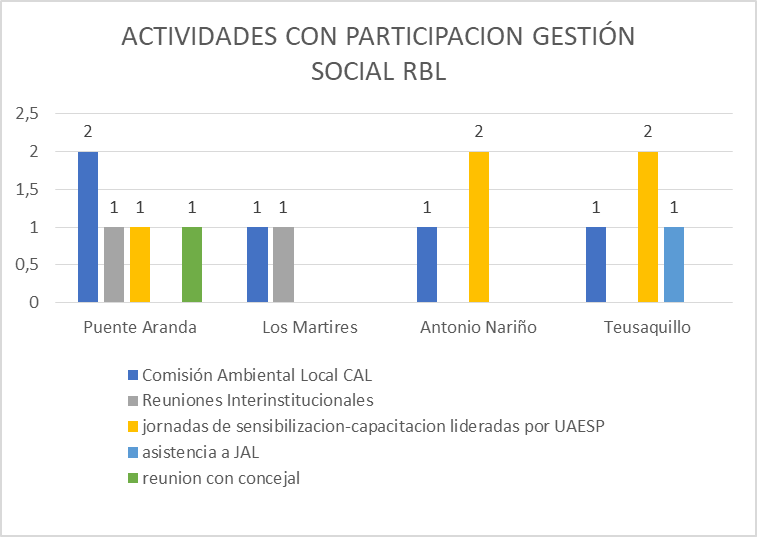 ACTIVIDADES CON PARTICIPACION GESTIÓN
SOCIAL RBL
2,5
2
1,5
1
0,5
0
2
1
1
1
1
1
1
2
1
2
1
Puente Aranda
Los Martires
Antonio Nariño
Teusaquillo
Comisión Ambiental Local CAL
Reuniones Interinstitucionales
jornadas de sensibilizacion-capacitacion lideradas por UAESP
asistencia a JAL
reunion con concejal